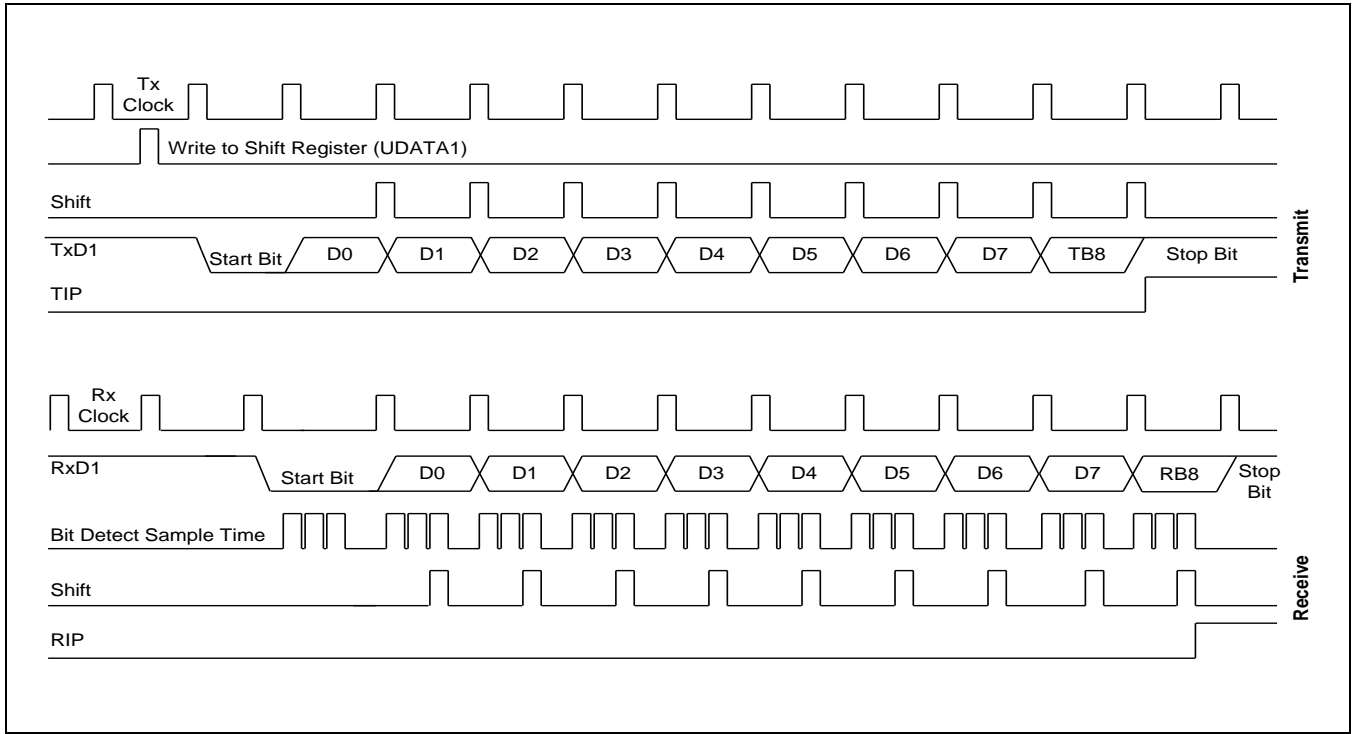 Tx
Clock
Write to Shift Register (UDATA1)
Shift
TxD1
Start Bit
D0
D1
D2
D3
D4
D5
D6
D7
TB8
Stop Bit
TIP
Transmit
Rx
Clock
RxD1
Start Bit
D0
D1
D2
D3
D4
D5
D6
D7
RB8
Stop
Bit
Bit Detect Sample Time
Shift
RIP
Receive